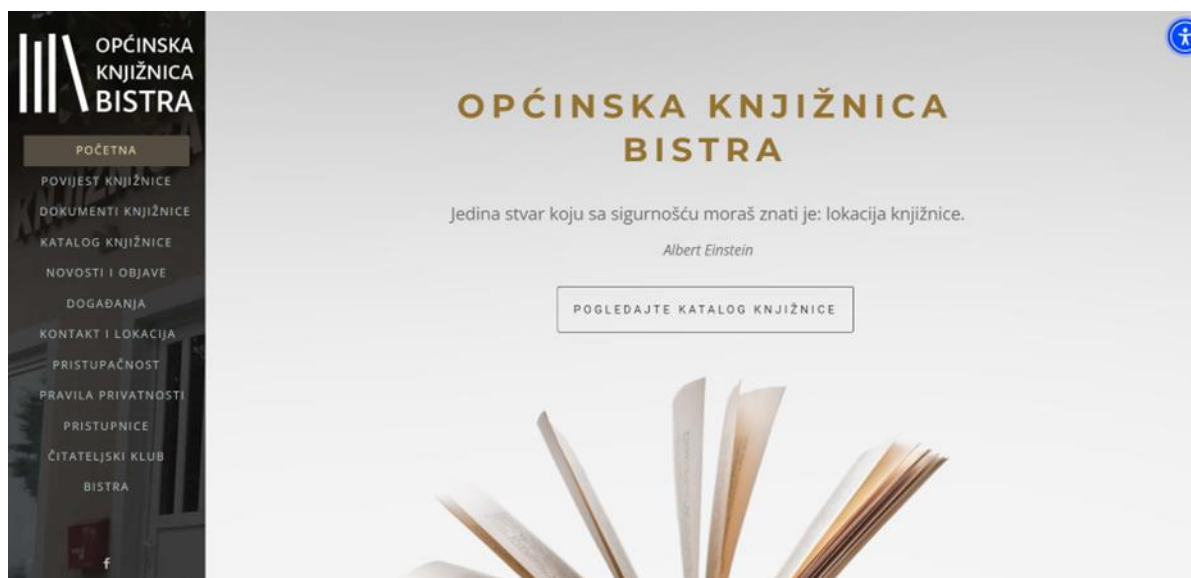 OPĆINSKA
KNJIŽNICA
BISTRA
POČETNA
POVIJEST KNJIŽNICE
DOKUMENTI KNJIŽNICE
KATALOG KNJIŽNICE
NOVOSTI I OBJAVE
DOGAĐANJA
KONTAKT I LOKACIJA
PRISTUPAČNOST
PRAVILA PRIVATNOSTI
PRISTUPNICE
ČITATELJSKI KLUB
BISTRA
f
OPĆINSKA KNJIŽNICA
BISTRA
Jedina stvar koju sa sigurnošću moraš znati je: lokacija knjižnice.
Albert Einstein
POGLEDAJTE KATALOG KNJIŽNICE